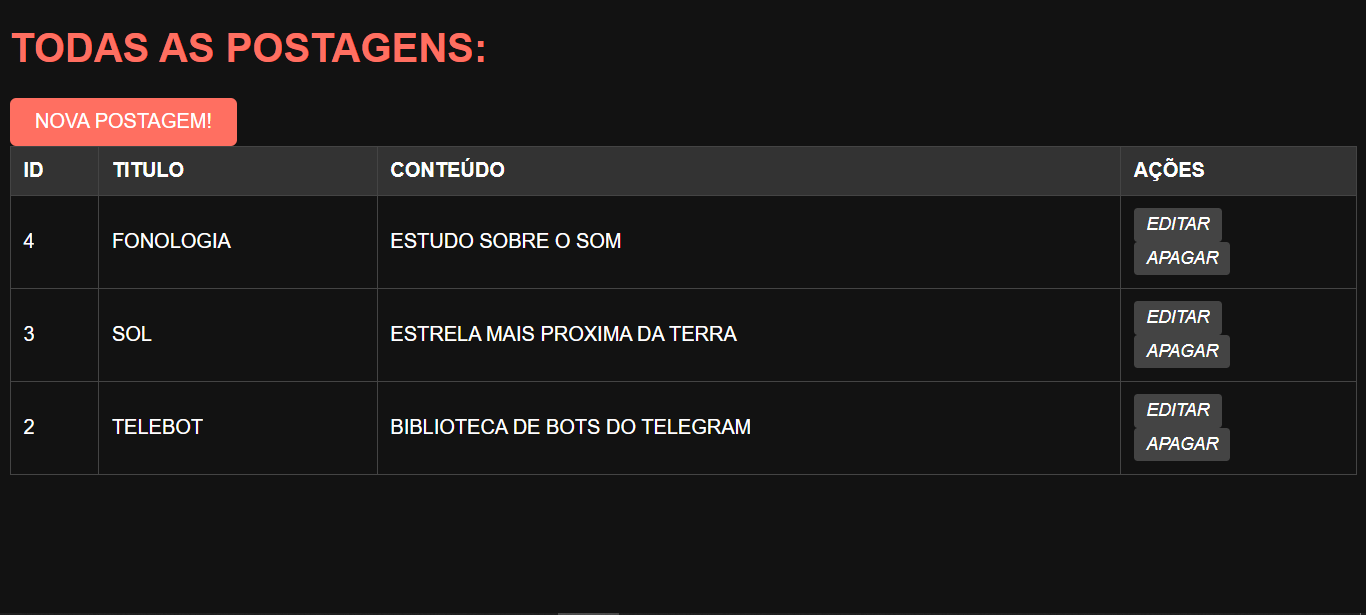 TODAS AS POSTAGENS:
NOVA POSTAGEM!
ID TITULO CONTEÚDO AÇÕES
4 FONOLOGIA ESTUDO SOBRE O SOM EDITAR
APAGAR
3 SOL ESTRELA MAIS PROXIMA DA TERRA EDITAR
APAGAR
2 TELEBOT BIBLIOTECA DE BOTS DO TELEGRAM EDITAR
APAGAR